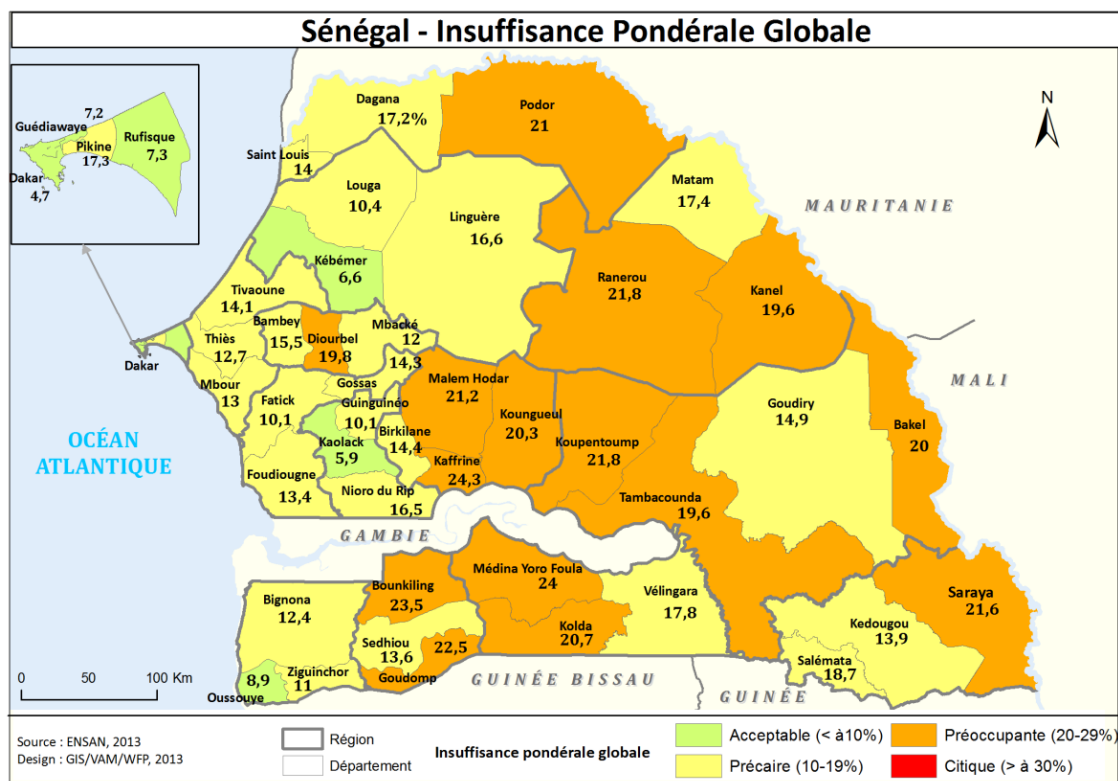 Sénégal - Insuffisance Pondérale Globale
7,2
Guédiawaye
Rufisque
7,3
Pikine
17,3
Dakar
4,7
Dagana
17,2%
Podor
21
N
Saint Louis
14
Louga
10,4
Linguère
16,6
Matam
17,4
MAURITANIE
Kébémer
6,6
Ranerou
21,8
Kanel
19,6
Tivaoune
14,1
Bambey
15,5
Diourbel
19,8
Mbacké
12
Thiès
12,7
Dakar
14,3
Gossas
Mbour
13
Fatick
10,1
Guinguinéo
10,1
Malem Hodar
21,2
Koungueul
20,3
Koupentoump
21,8
Goudiry
14,9
MALI
Bakel
20
OCÉAN
ATLANTIQUE
Kaolack
5,9
Birkilane
14,4
Kaffrine
24,3
Foudiougne
13,4
Nioro du Rip
16,5
Tambacounda
19,6
GAMBIE
Bignona
12,4
Bounkiling
23,5
Médina Yoro Foula
24
Vélingara
17,8
Saraya
21,6
Kolda
20,7
Kedougou
13,9
Sedhiou
13,6
22,5
Goudomp
Salémata
18,7
8,9
Oussouye
Ziguinchor
11
GUINÉE BISSAU
GUINÉE
0 50 100 Km
Source : ENSAN, 2013
Design : GIS/VAM/WFP, 2013
Région
Département
Insuffisance pondérale globale
Acceptable (< à10%)
Précaire (10-19%)
Préoccupante (20-29%)
Citique (> à 30%)